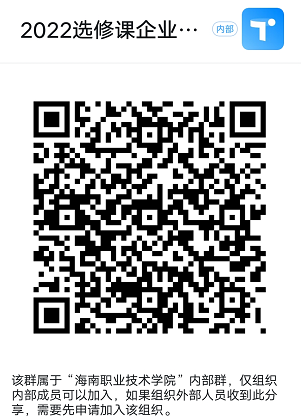 2022选修课企业…
内部
该群属于“海南职业技术学院”内部群，仅组织
内部成员可以加入，如果组织外部人员收到此分
享，需要先申请加入该组织。